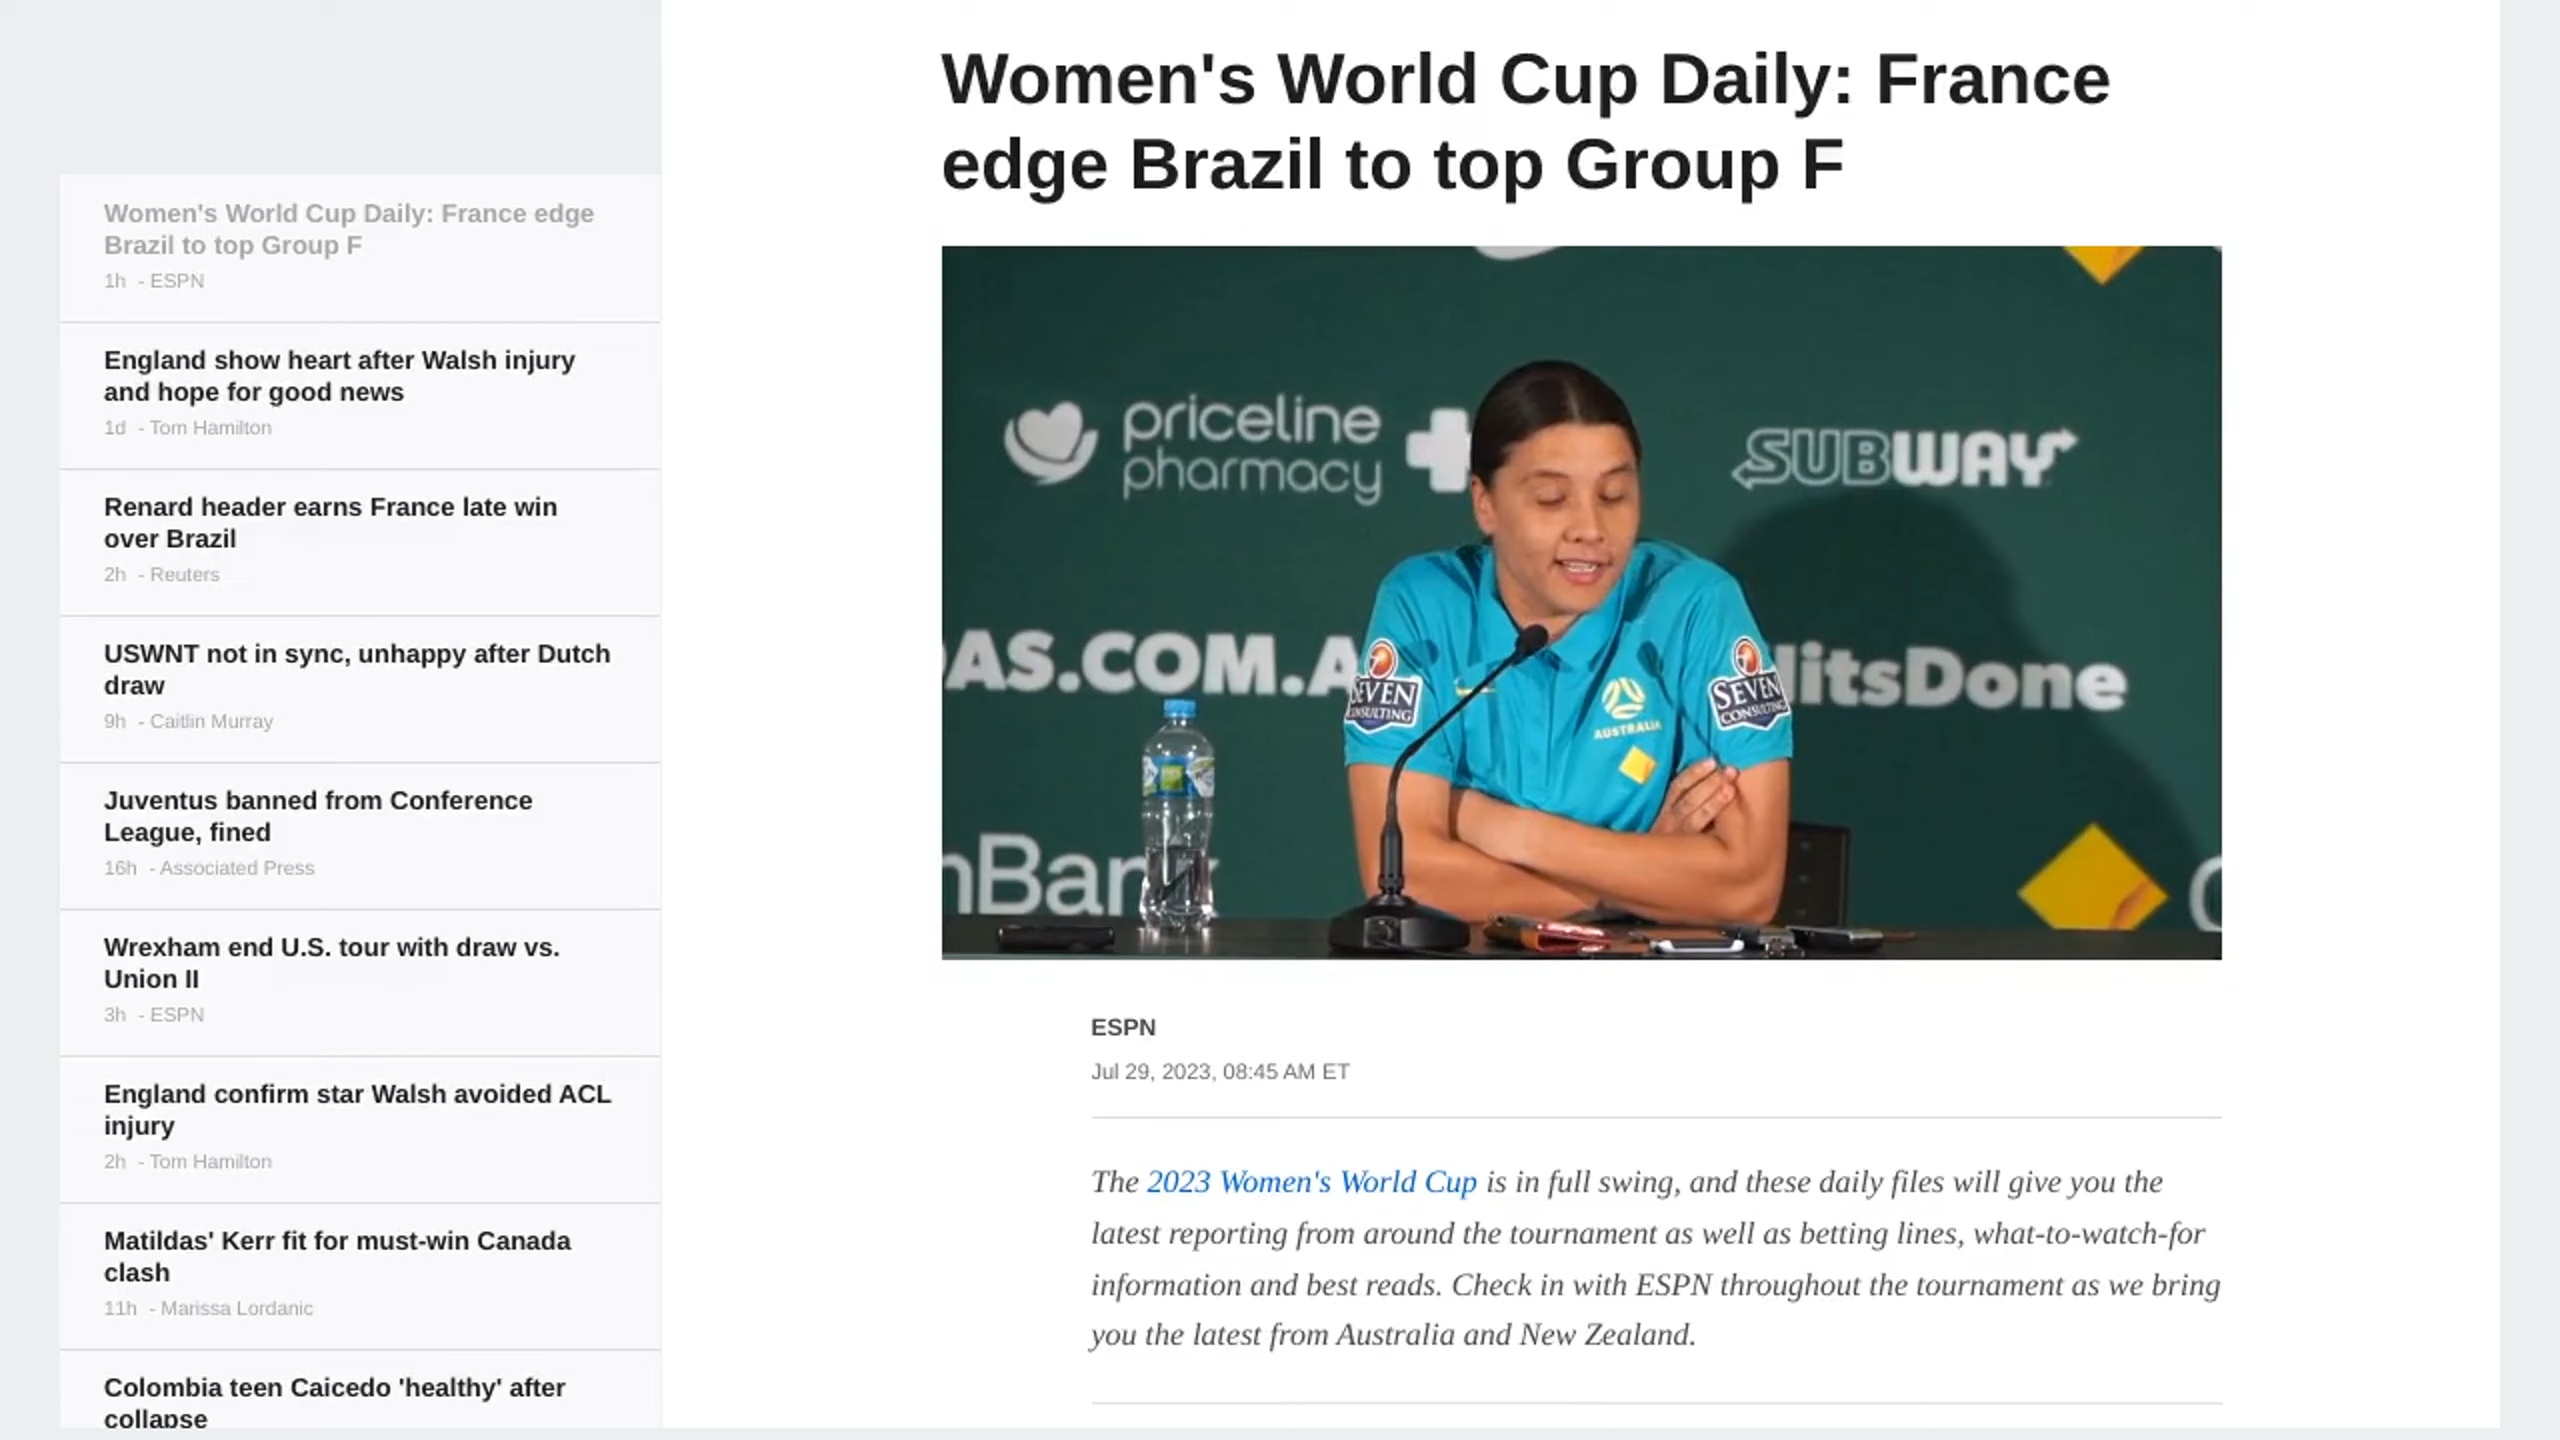 Women's World Cup Daily: France edge
Brazil to top Group F
1h - ESPN
England show heart after Walsh injury
and hope for good news
1d - Tom Hamilton
Renard header earns France late win
over Brazil
2h - Reuters
USWNT not in sync, unhappy after Dutch
draw
9h - Caitlin Murray
Juventus banned from Conference
League, fined
16h - Associated Press
Wrexham end U.S. tour with draw vs.
Union II
3h - ESPN
England confirm star Walsh avoided ACL
injury
2h - Tom Hamilton
Matildas' Kerr fit for must-win Canada
clash
11h - Marissa Lordanic
Colombia teen Caicedo 'healthy' after
collapse
Women's World Cup Daily: France
edge Brazil to top Group F
priceline
pharmacy
SUBWAY
AS.COM.A
litsDone
SEVEN
CONSULTING
AUSTRALIA
SEVEN
CONSULTING
nBank
ESPN
Jul 29, 2023, 08:45 AM ET
The 2023 Women's World Cup is in full swing, and these daily files will give you the
latest reporting from around the tournament as well as betting lines, what-to-watch-for
information and best reads. Check in with ESPN throughout the tournament as we bring
you the latest from Australia and New Zealand.